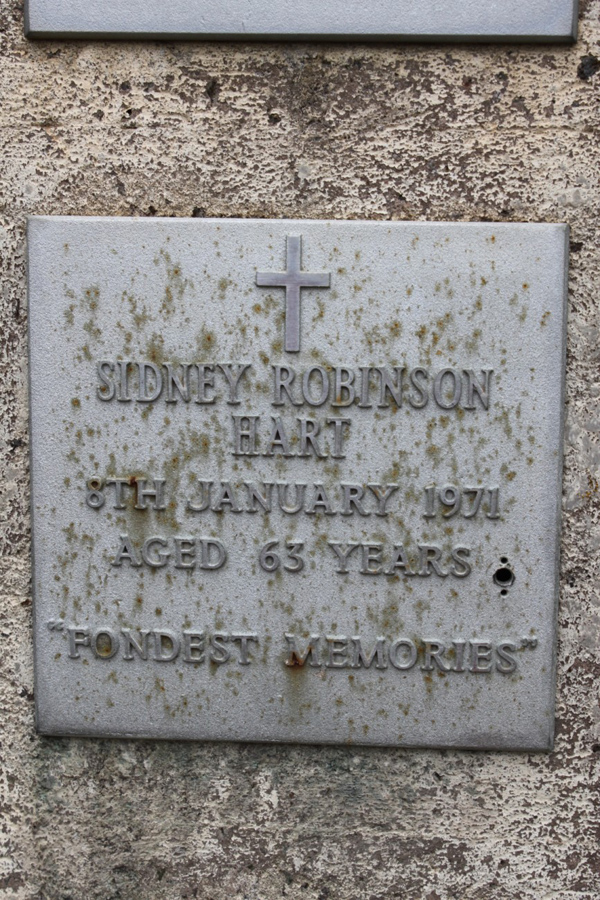 SIDNEY ROBINSON
HART
8TH JANUARY 1971
AGED 63 YEARS
"FONDEST MEMORIES"